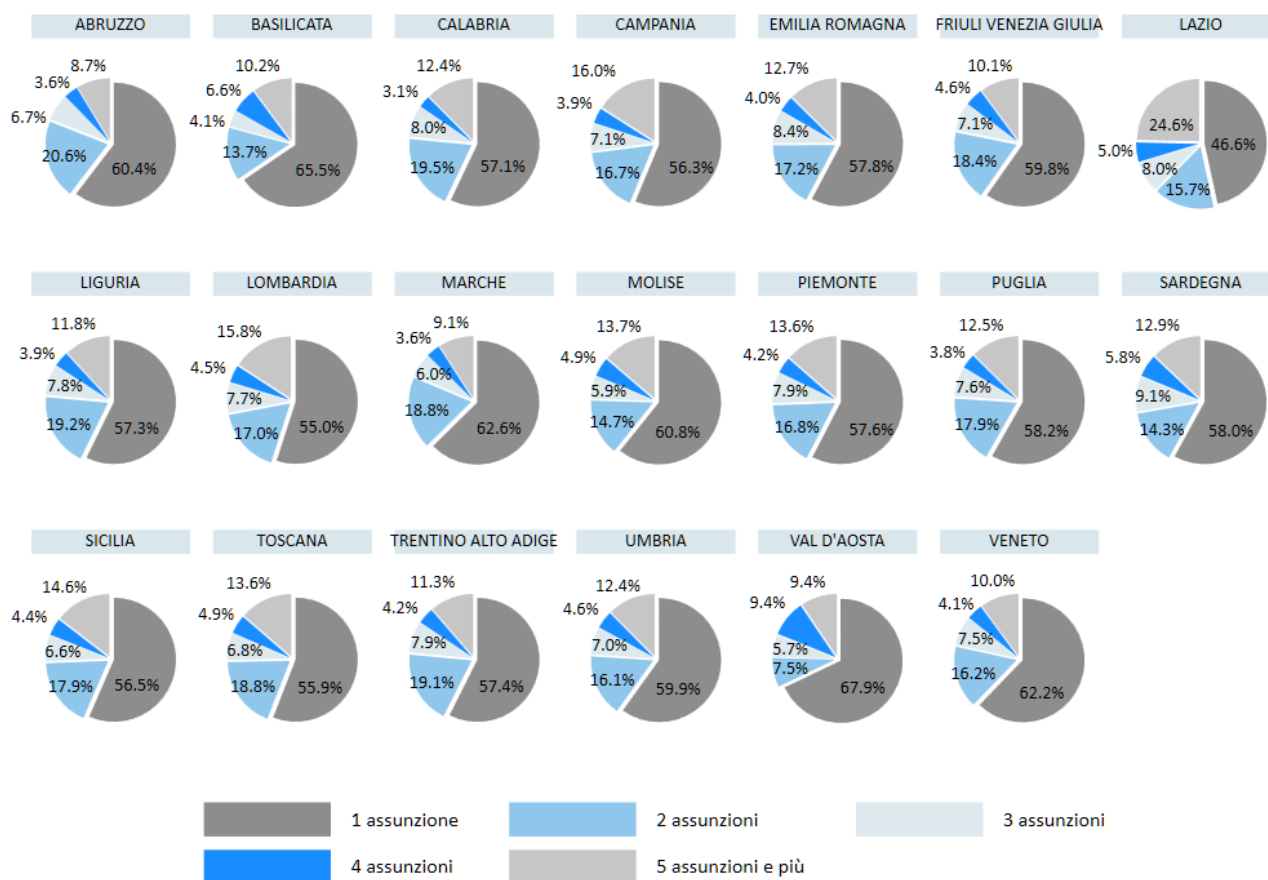 ABRUZZO BASILICATA CALABRIA CAMPANIA EMILIA ROMAGNA FRIULI VENEZIA GIULIA LAZIO
8.7% 3.6% 6.7% 20.6% 60.4%
10.2% 6.6% 4.1% 13.7% 65.5%
12.4% 3.1% 8.0% 19.5% 57.1%
16.0% 3.9% 7.1% 16.7% 56.3%
12.7% 4.0% 8.4% 17.2% 57.8%
10.1% 4.6% 7.1% 18.4% 59.8%
24.6% 5.0% 8.0% 15.7% 46.6%
LIGURIA LOMBARDIA MARCHE MOLISE PIEMONTE PUGLIA SARDEGNA
11.8% 3.9% 7.8% 19.2% 57.3%
15.8% 4.5% 7.7% 17.0% 55.0%
9.1% 3.6% 6.0% 18.8% 62.6%
13.7% 4.9% 5.9% 14.7% 60.8%
13.6% 4.2% 7.9% 16.8% 57.6%
12.5% 3.8% 7.6% 17.9% 58.2%
12.9% 5.8% 9.1% 14.3% 58.0%
SICILIA TOSCANA TRENTINO ALTO ADIGE UMBRIA VAL D'AOSTA VENETO
14.6% 4.4% 6.6% 17.9% 56.5%
13.6% 4.9% 6.8% 18.8% 55.9%
11.3% 4.2% 7.9% 19.1% 57.4%
12.4% 4.6% 7.0% 16.1% 59.9%
9.4% 9.4% 5.7% 7.5% 67.9%
10.0% 4.1% 7.5% 16.2% 62.2%
1 assunzione 2 assunzioni 3 assunzioni
4 assunzioni 5 assunzioni e più